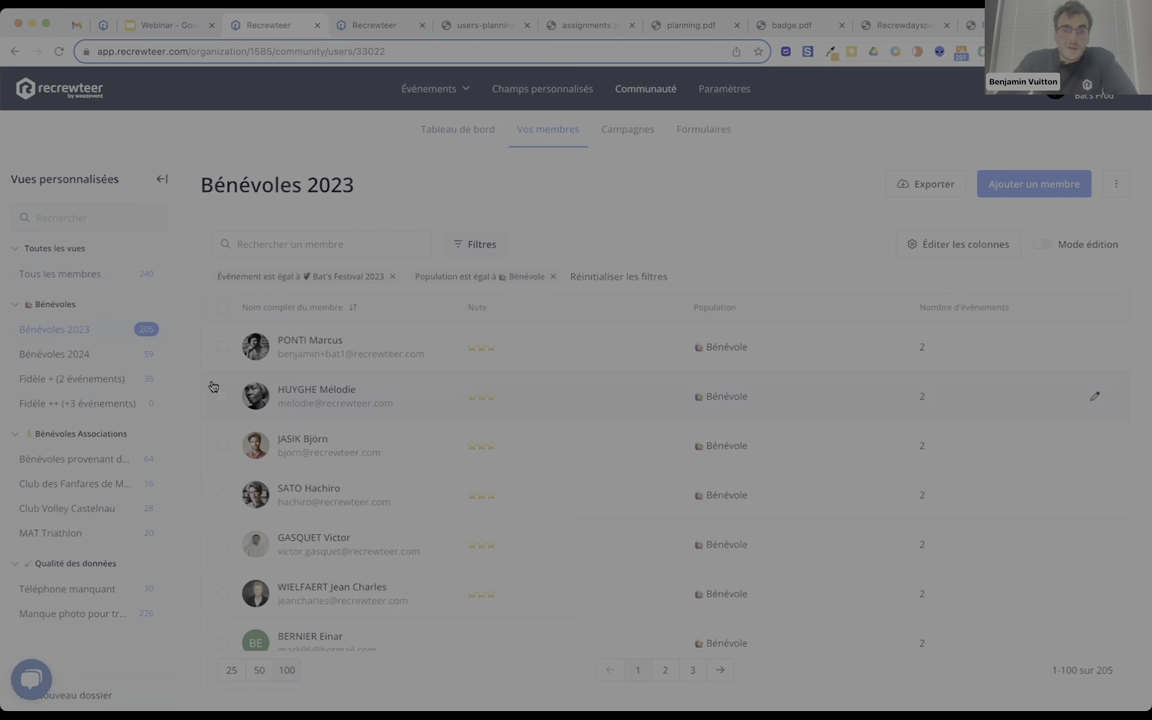 Webinar - Goo
Recrewteer
Recrewteer
users-plannin
assignments.
planning.pdf
badge.pdf
Recrewdaysp
app.recrewteer.com/organization/1585/community/users/33022
Benjamin Vuitton
recrewteer
by weezevent
Événements
Champs personnalisés
Communauté
Paramètres
Bat's Prod
Tableau de bord
Vos membres
Campagnes
Formulaires
Vues personnalisées
Rechercher
Toutes les vues
Tous les membres 240
Bénévoles
Bénévoles 2023 205
Bénévoles 2024 59
Fidèle + (2 événements) 35
Fidèle ++ (+3 événements) 0
Bénévoles Associations
Bénévoles provenant d... 64
Club des Fanfares de M... 16
Club Volley Castelnau 28
MAT Triathlon 20
Qualité des données
Téléphone manquant
Manque photo pour tr...
Nouveau dossier
Bénévoles 2023
Exporter
Ajouter un membre
Rechercher un membre
Filtres
Éditer les colonnes
Mode édition
Événement est égal à Bat's Festival 2023
Population est égal à Bénévole
Réinitialiser les filtres
Nom complet du membre
Note
Population
Nombre d'événements
PONTI Marcus
benjamin+bat1@recrewteer.com
Bénévole
2
HUYGHE Mélodie
melodie@recrewteer.com
Bénévole
2
JASIK Björn
bjorn@recrewteer.com
Bénévole
2
SATO Hachiro
hachiro@recrewteer.com
Bénévole
2
GASQUET Victor
victor.gasquet@recrewteer.com
Bénévole
2
WIELFAERT Jean Charles
jeancharles@recrewteer.com
Bénévole
2
BE
BERNIER Einar
Bénévole
2
25 50 100
1 2 3
1-100 sur 205